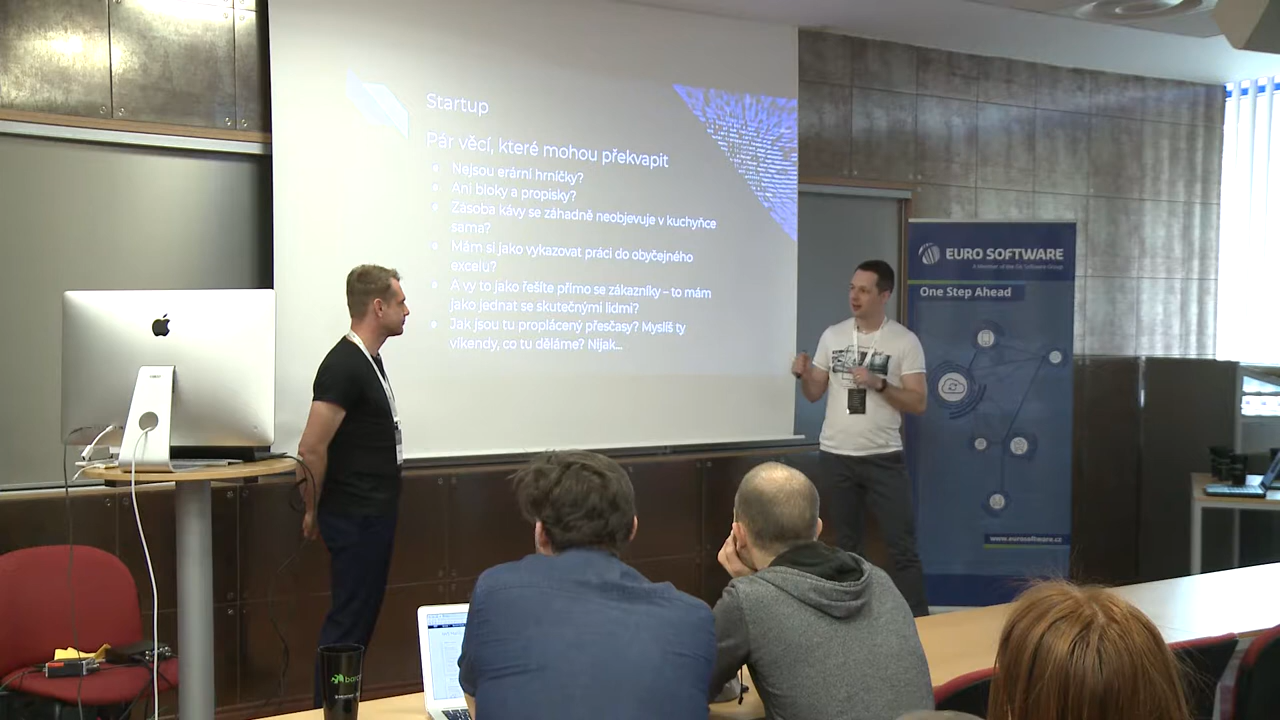 Startup
Pár věcí, které mohou překvapit
Nejsou erární hrníčky?
Ani bloky a propisky?
Zásoba kávy se záhadně neobjevuje v kuchyňce
sama?
Mám si jako vykazovat práci do obyčejného
excelu?
A vy to jako řešíte přímo se zákazníky – to mám
jako jednat se skutečnými lidmi?
Jak jsou tu proplácený přesčasy? Myslíš ty
víkendy, co tu děláme? Nijak...
EURO SOFTWARE
One Step Ahead
www.eurosoftware.cz